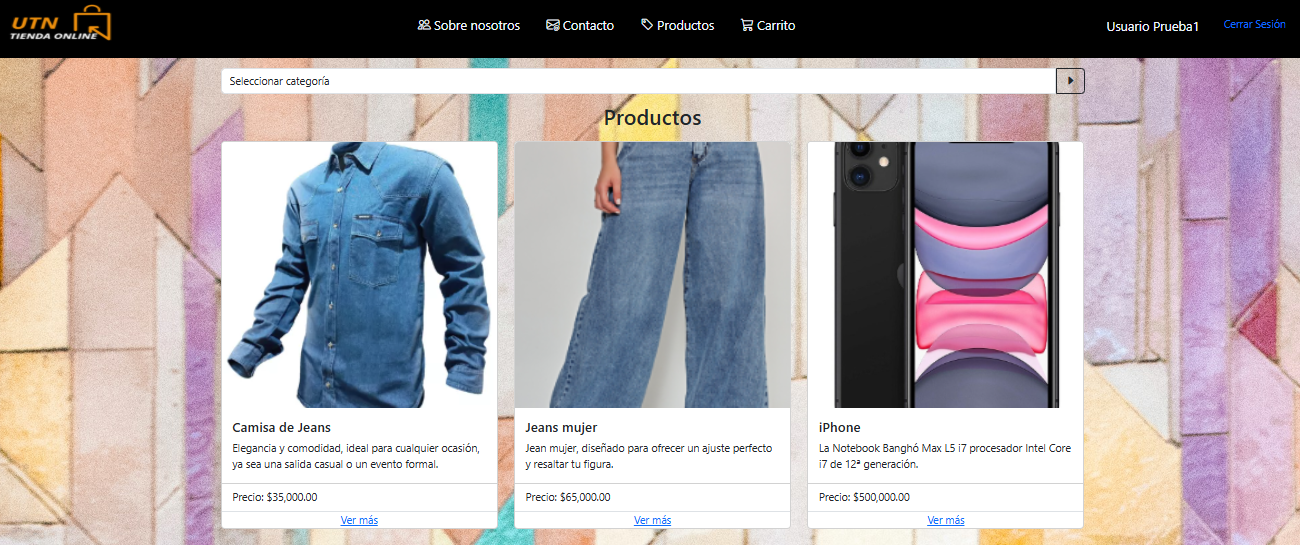 UTN
TIENDA ONLINE
Sobre nosotros
Contacto
Productos
Carrito
Usuario Prueba1
Cerrar Sesión
Seleccionar categoría
Productos
Camisa de Jeans
Elegancia y comodidad, ideal para cualquier ocasión,
ya sea una salida casual o un evento formal.
Precio: $35,000.00
Ver más
Jeans mujer
Jean mujer, diseñado para ofrecer un ajuste perfecto
y resaltar tu figura.
Precio: $65,000.00
Ver más
iPhone
La Notebook Banghó Max L5 i7 procesador Intel Core
i7 de 12ª generación.
Precio: $500,000.00
Ver más